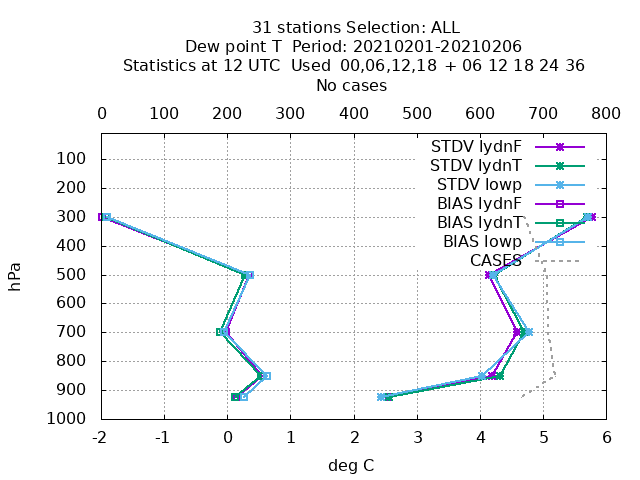 31 stations Selection: ALL
Dew point T  Period: 20210201-20210206
Statistics at 12 UTC  Used 00,06,12,18 + 06 12 18 24 36
No cases
0 100 200 300 400 500 600 700 800
STDV lydnF
100
STDV lydnT
STDV lowp
200
BIAS lydnF
300
BIAS lydnT
BIAS lowp
400
CASES
hPa
500
600
700
800
900
1000
-2 -1 0 1 2 3 4 5 6
deg C